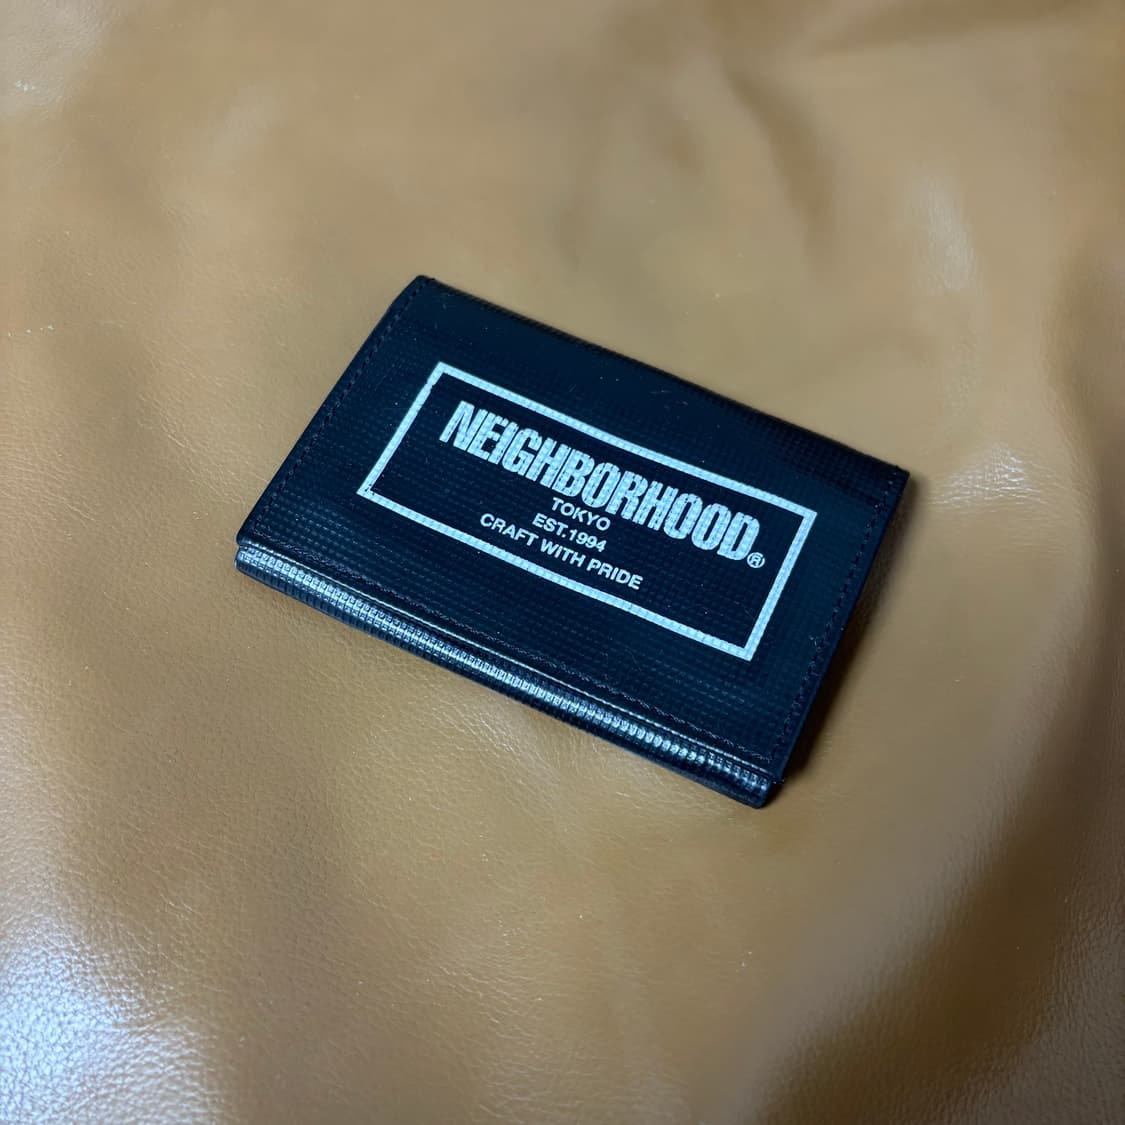 NEIGHBORHOOD®
TOKYO
EST.1994
CRAFT WITH PRIDE